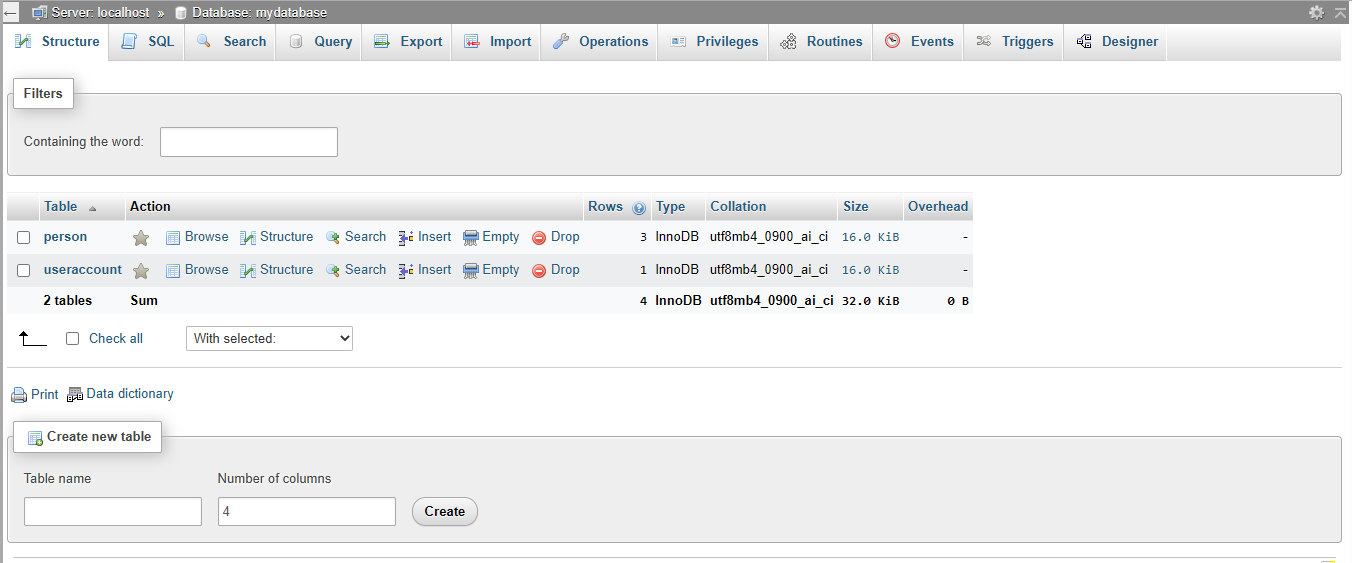 Server: localhost » Database: mydatabase
Structure SQL Search Query Export Import Operations Privileges Routines Events Triggers Designer
Filters
Containing the word:
Table Action Rows Type Collation Size Overhead
person Browse Structure Search Insert Empty Drop 3 InnoDB utf8mb4_0900_ai_ci 16.0 KiB -
useraccount Browse Structure Search Insert Empty Drop 1 InnoDB utf8mb4_0900_ai_ci 16.0 KiB -
2 tables Sum 4 InnoDB utf8mb4_0900_ai_ci 32.0 KiB 0 B
Check all With selected:
Print Data dictionary
Create new table
Table name Number of columns
4 Create